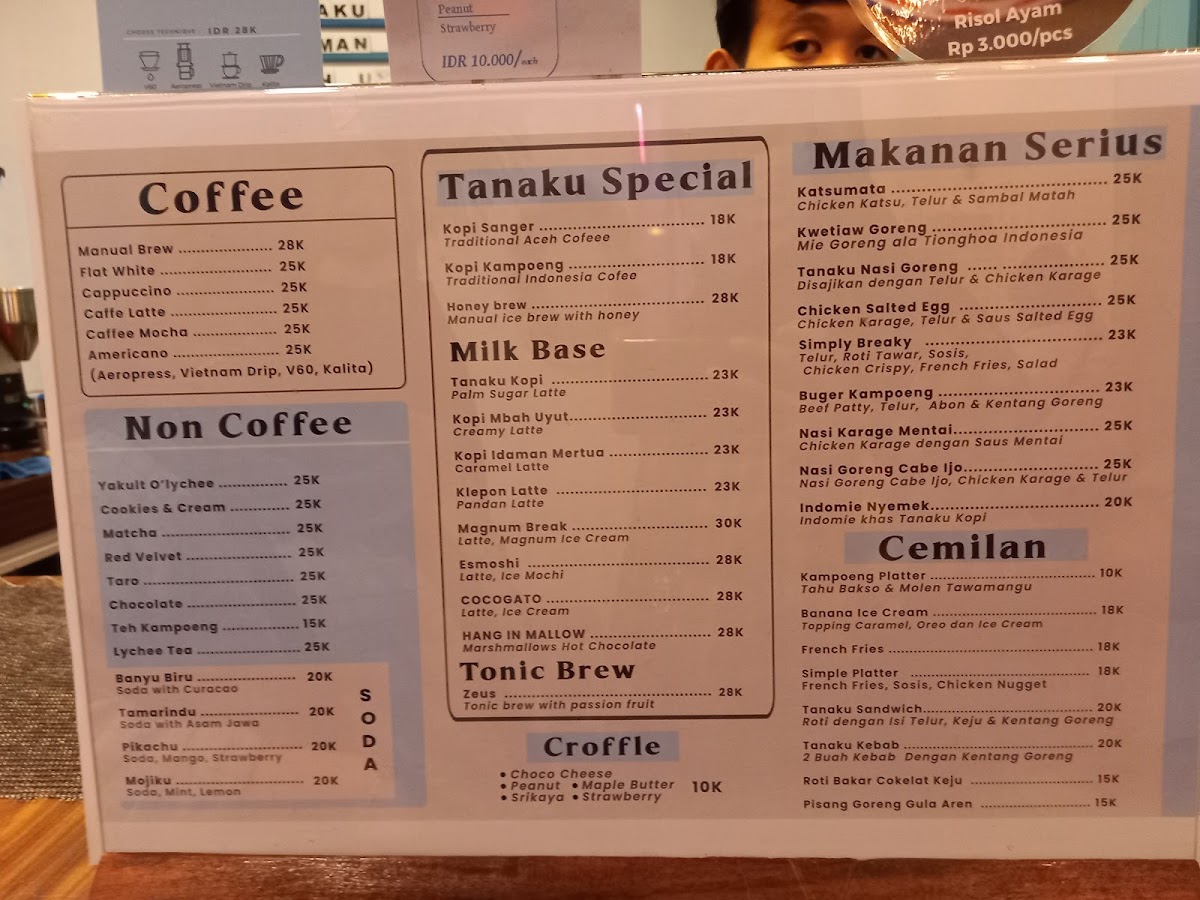 CHOOSE TECHNIQUE : IDR 28K
V60 Aeropress Vietnam Drip Kalita
AKU
MAN
Peanut
Strawberry
IDR 10.000/each
Risol Ayam
Rp 3.000/pcs
Coffee
Manual Brew ........................ 28K
Flat White ............................ 25K
Cappuccino ........................ 25K
Caffe Latte .......................... 25K
Coffee Mocha ..................... 25K
Americano .......................... 25K
(Aeropress, Vietnam Drip, V60, Kalita)
Non Coffee
Yakult O'lychee ................. 25K
Cookies & Cream ............... 25K
Matcha ................................ 25K
Red Velvet .......................... 25K
Taro ..................................... 25K
Chocolate ........................... 25K
Teh Kampoeng ................... 15K
Lychee Tea .......................... 25K
Banyu Biru ......................... 20K
Soda with Curacao
Tamarindu .......................... 20K
Soda with Asam Jawa
Pikachu .............................. 20K
Soda, Mango, Strawberry
Mojiku ................................ 20K
Soda, Mint, Lemon
SODA
Tanaku Special
Kopi Sanger ........................................ 18K
Traditional Aceh Cofeee
Kopi Kampoeng ................................. 18K
Traditional Indonesia Cofee
Honey brew ......................................... 28K
Manual ice brew with honey
Milk Base
Tanaku Kopi ...................................... 23K
Palm Sugar Latte
Kopi Mbah Uyut.................................. 23K
Creamy Latte
Kopi Idaman Mertua ......................... 23K
Caramel Latte
Klepon Latte ..................................... 23K
Pandan Latte
Magnum Break ................................. 30K
Latte, Magnum Ice Cream
Esmoshi ............................................. 28K
Latte, Ice Mochi
COCOGATO ....................................... 28K
Latte, Ice Cream
HANG IN MALLOW ............................. 28K
Marshmallows Hot Chocolate
Tonic Brew
Zeus ................................................... 28K
Tonic brew with passion fruit
Croffle
• Choco Cheese
• Peanut • Maple Butter 10K
• Srikaya • Strawberry
Makanan Serius
Katsumata .................................................. 25K
Chicken Katsu, Telur & Sambal Matah
Kwetiaw Goreng ......................................... 25K
Mie Goreng ala Tionghoa Indonesia
Tanaku Nasi Goreng ...... ........................ 25K
Disajikan dengan Telur & Chicken Karage
Chicken Salted Egg ................................. 25K
Chicken Karage, Telur & Saus Salted Egg
Simply Breaky ......................................... 23K
Telur, Roti Tawar, Sosis,
Chicken Crispy, French Fries, Salad
Buger Kampoeng ...................................... 23K
Beef Patty, Telur, Abon & Kentang Goreng
Nasi Karage Mentai................................... 25K
Chicken Karage dengan Saus Mentai
Nasi Goreng Cabe Ijo................................ 25K
Nasi Goreng Cabe Ijo, Chicken Karage & Telur
Indomie Nyemek........................................ 20K
Indomie khas Tanaku Kopi
Cemilan
Kampoeng Platter .......................................... 10K
Tahu Bakso & Molen Tawamangu
Banana Ice Cream ......................................... 18K
Topping Caramel, Oreo dan Ice Cream
French Fries .................................................... 18K
Simple Platter ............................................. 18K
French Fries, Sosis, Chicken Nugget
Tanaku Sandwich............................................ 20K
Roti dengan Isi Telur, Keju & Kentang Goreng
Tanaku Kebab ................................................ 20K
2 Buah Kebab Dengan Kentang Goreng
Roti Bakar Cokelat Keju .............................. 15K
Pisang Goreng Gula Aren ........................... 15K